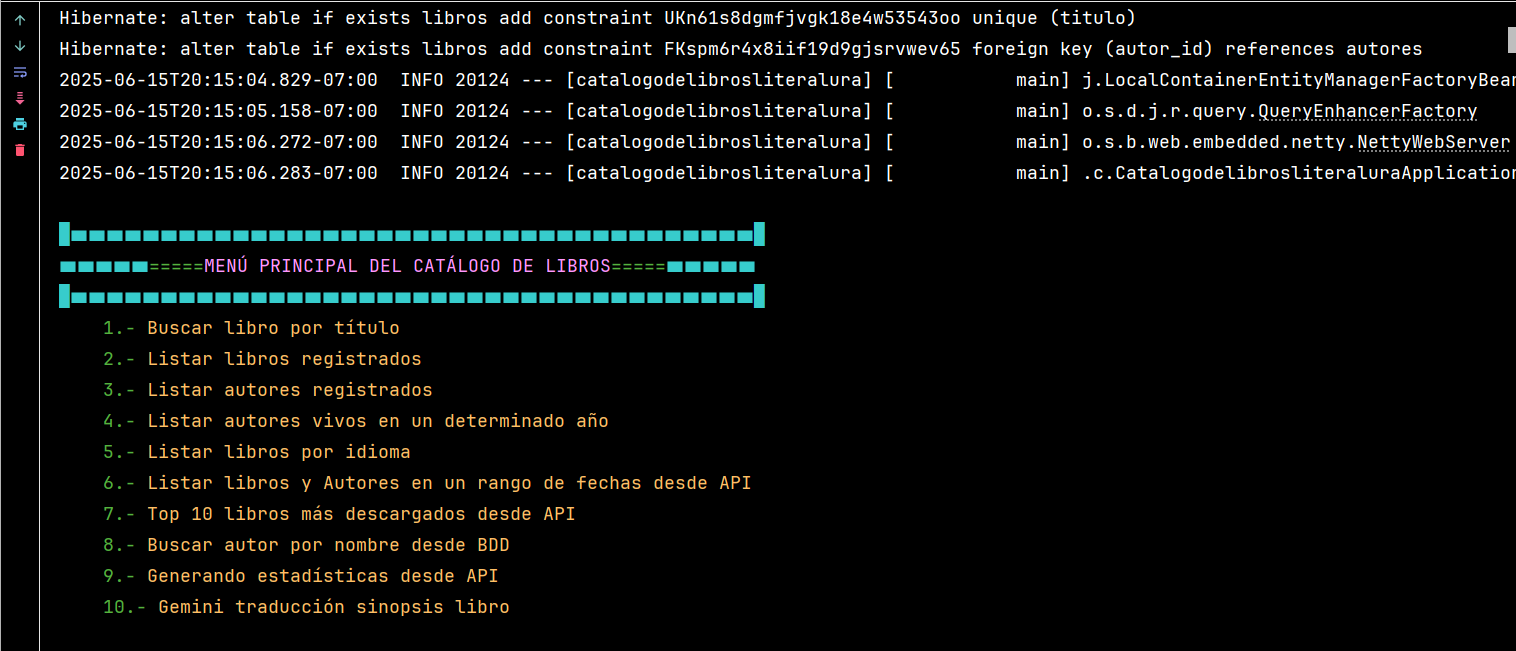 Hibernate: alter table if exists libros add constraint UKn61s8dgmfjvgk18e4w53543oo unique (titulo)
Hibernate: alter table if exists libros add constraint FKspm6r4x8iif19d9gjsrvwev65 foreign key (autor_id) references autores
2025-06-15T20:15:04.829-07:00  INFO 20124 --- [catalogodelibrosliteralura] [           main] j.LocalContainerEntityManagerFactoryBean
2025-06-15T20:15:05.158-07:00  INFO 20124 --- [catalogodelibrosliteralura] [           main] o.s.d.j.r.query.QueryEnhancerFactory
2025-06-15T20:15:06.272-07:00  INFO 20124 --- [catalogodelibrosliteralura] [           main] o.s.b.web.embedded.netty.NettyWebServer
2025-06-15T20:15:06.283-07:00  INFO 20124 --- [catalogodelibrosliteralura] [           main] .c.CatalogodelibrosliteraluraApplication
=====MENÚ PRINCIPAL DEL CATÁLOGO DE LIBROS=====
1.- Buscar libro por título
2.- Listar libros registrados
3.- Listar autores registrados
4.- Listar autores vivos en un determinado año
5.- Listar libros por idioma
6.- Listar libros y Autores en un rango de fechas desde API
7.- Top 10 libros más descargados desde API
8.- Buscar autor por nombre desde BDD
9.- Generando estadísticas desde API
10.- Gemini traducción sinopsis libro